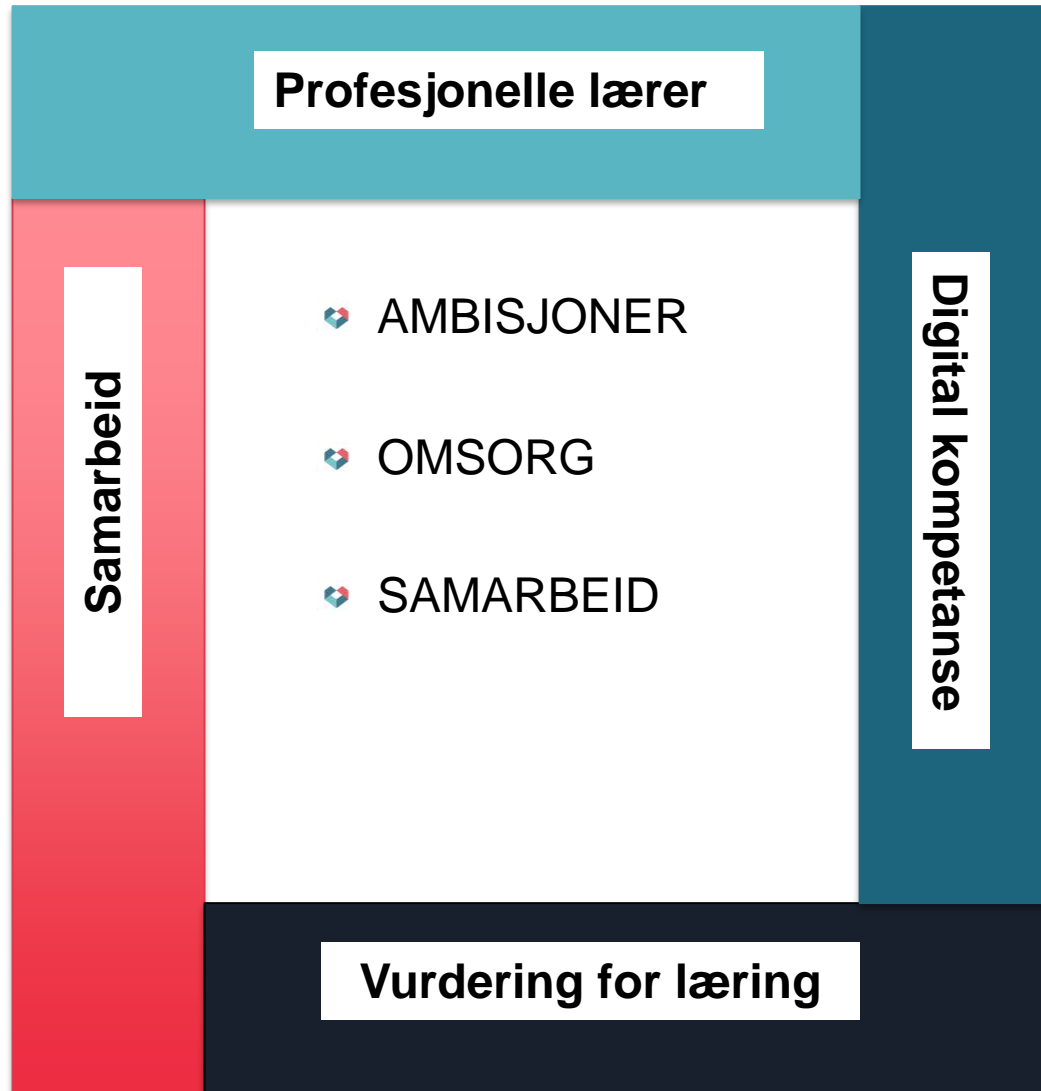 Profesjonelle lærer
Samarbeid
AMBISJONER
OMSORG
SAMARBEID
Digital kompetanse
Vurdering for læring